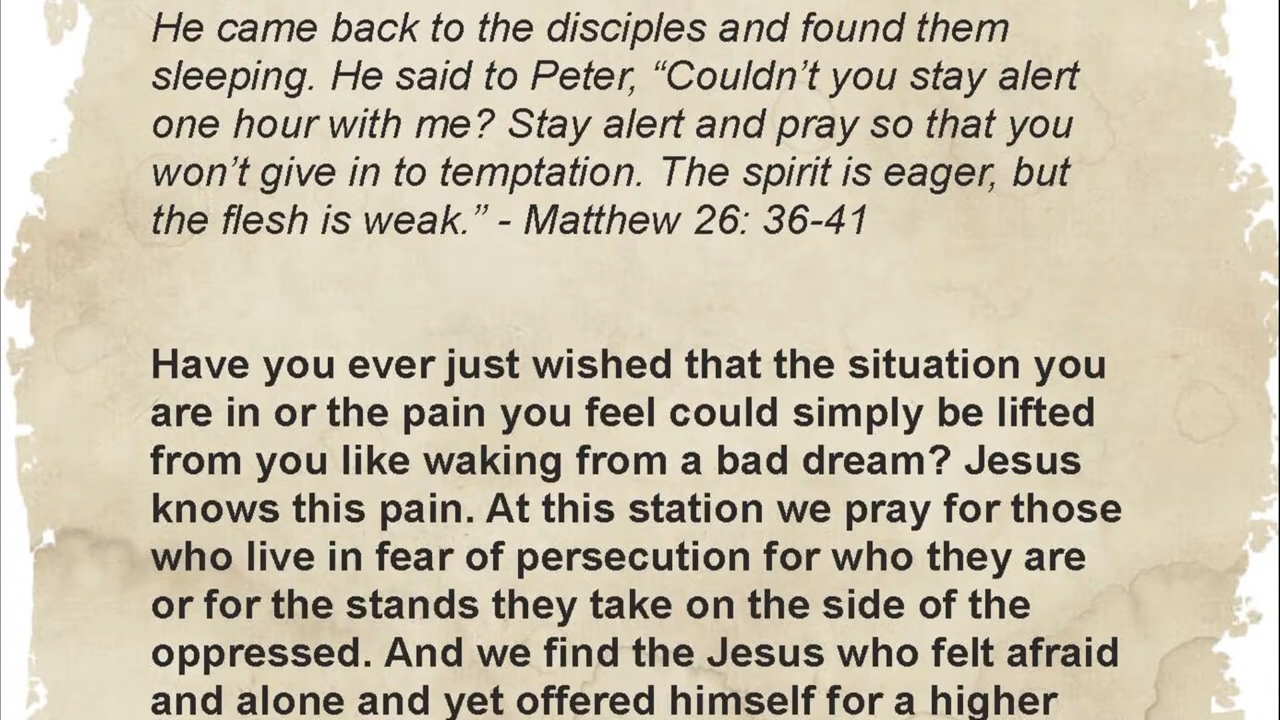 He came back to the disciples and found them
sleeping. He said to Peter, “Couldn’t you stay alert
one hour with me? Stay alert and pray so that you
won’t give in to temptation. The spirit is eager, but
the flesh is weak.” - Matthew 26: 36-41
Have you ever just wished that the situation you
are in or the pain you feel could simply be lifted
from you like waking from a bad dream? Jesus
knows this pain. At this station we pray for those
who live in fear of persecution for who they are
or for the stands they take on the side of the
oppressed. And we find the Jesus who felt afraid
and alone and yet offered himself for a higher